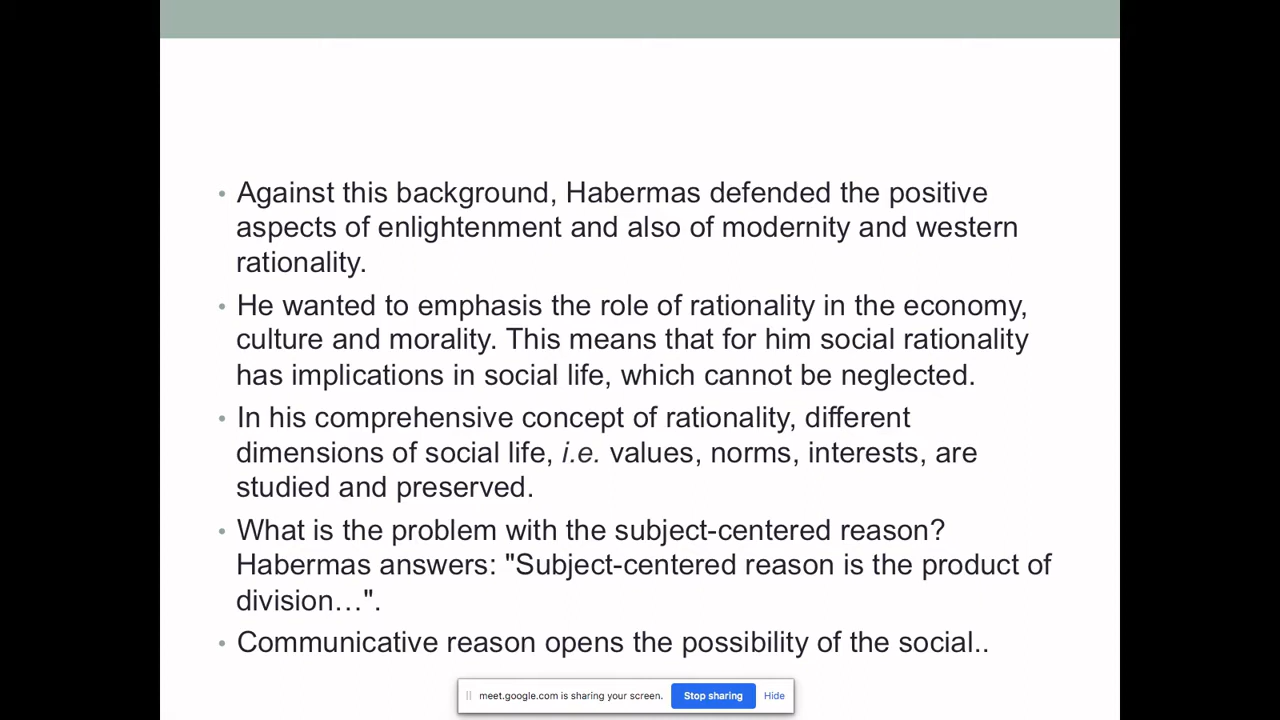 • Against this background, Habermas defended the positive
aspects of enlightenment and also of modernity and western
rationality.
• He wanted to emphasis the role of rationality in the economy,
culture and morality. This means that for him social rationality
has implications in social life, which cannot be neglected.
• In his comprehensive concept of rationality, different
dimensions of social life, i.e. values, norms, interests, are
studied and preserved.
• What is the problem with the subject-centered reason?
Habermas answers: "Subject-centered reason is the product of
division…".
• Communicative reason opens the possibility of the social..
meet.google.com is sharing your screen. Stop sharing Hide